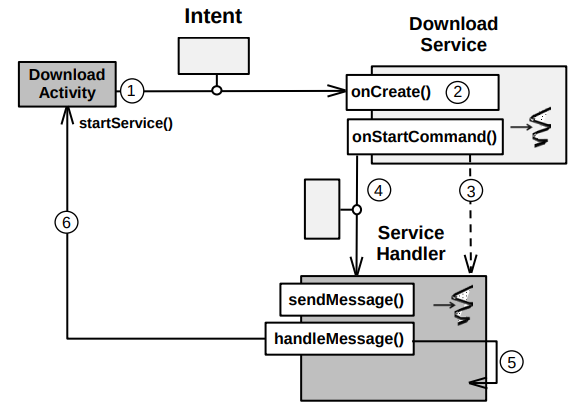 Intent
Download
Service
Download
Activity
1
onCreate()
2
startService()
onStartCommand()
4
3
6
Service
Handler
sendMessage()
handleMessage()
5